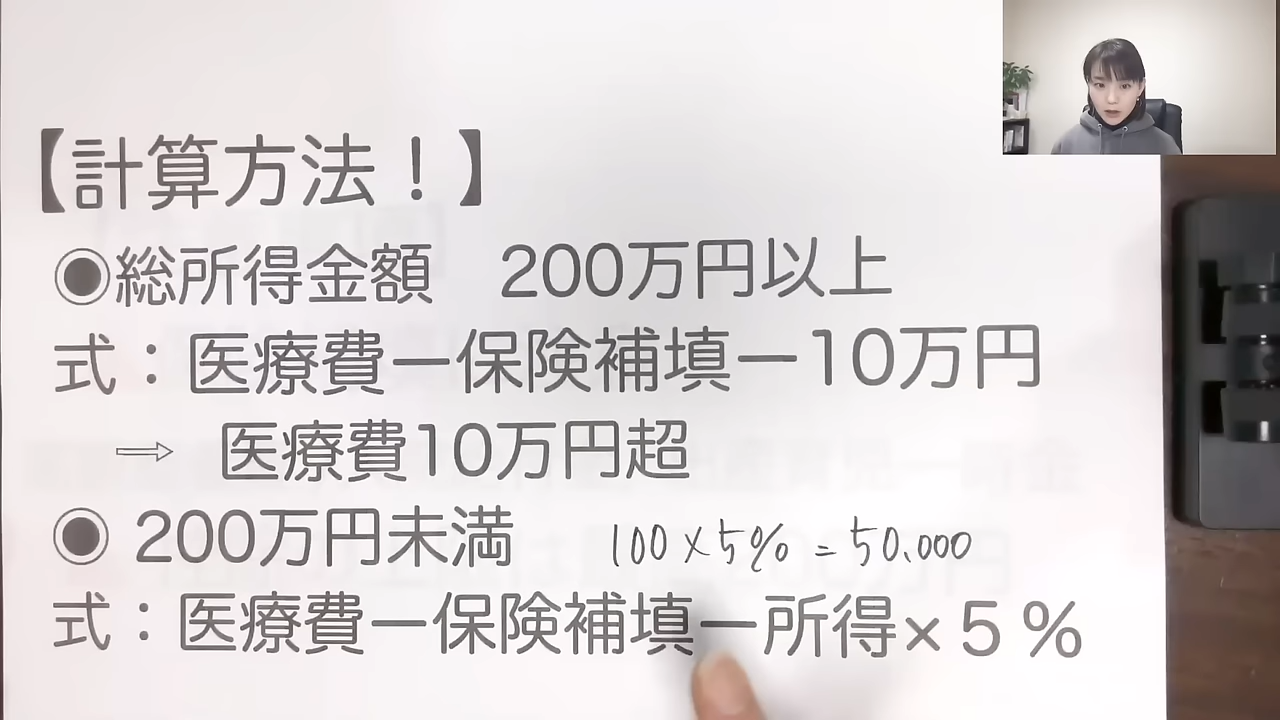 【計算方法！】
◉総所得金額　200万円以上
式：医療費ー保険補填ー10万円
⇒　医療費10万円超
◉ 200万円未満　100×5% = 50.000
式：医療費ー保険補填ー所得×５％